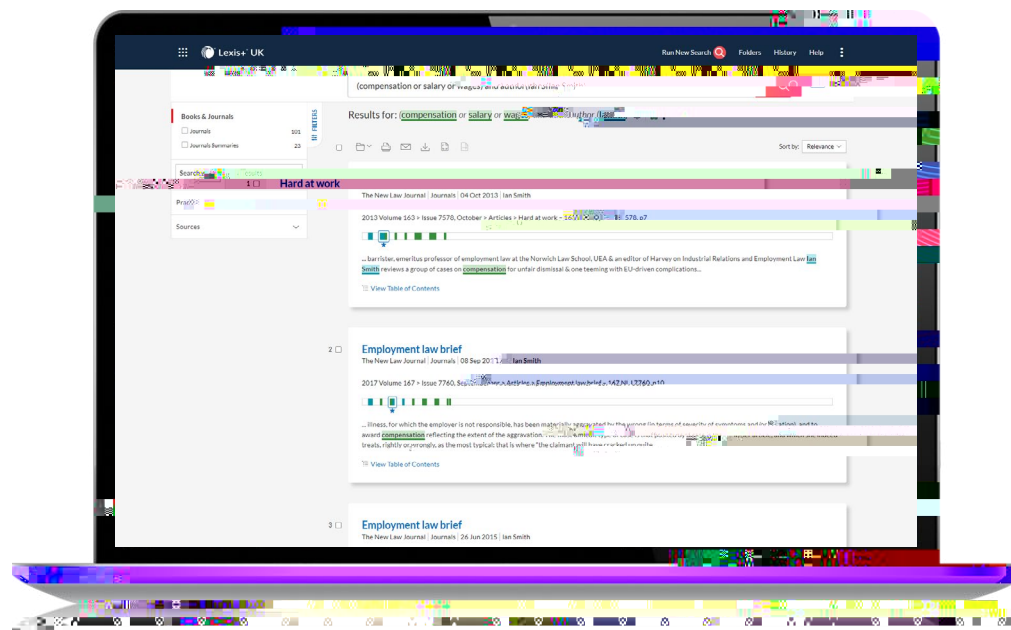 Lexis+ UK
Run New Search Folders History Help
(compensation or salary or wages) and author(Ian
Books & Journals
Journals 101
Journals Summaries 23
FILTERS
Results for: (compensation or salary or
Sort by: Relevance
Search
1 Hard at work
The New Law Journal | Journals | 04 Oct 2013 | Ian Smith
2013 Volume 163 > Issue 7578, October > Articles > Hard at work – 578, p7
Sources
... barrister, emeritus professor of employment law at the Norwich Law School, UEA & an editor of Harvey on Industrial Relations and Employment Law Ian
Smith reviews a group of cases on compensation for unfair dismissal & one teeming with EU-driven complications...
View Table of Contents
2 Employment law brief
The New Law Journal | Journals | 08 Sep Ian Smith
2017 Volume 167 > Issue 7760, > Articles > Employment law brief
... illness, for which the employer is not responsible, has been materially aggravated by the wrong (in terms of severity of symptoms and/or and to
award compensation reflecting the extent of the aggravation.
treats, rightly or wrongly, as the most typical: that is where "the claimant will have
View Table of Contents
3 Employment law brief
The New Law Journal | Journals | 26 Jun 2015 | Ian Smith